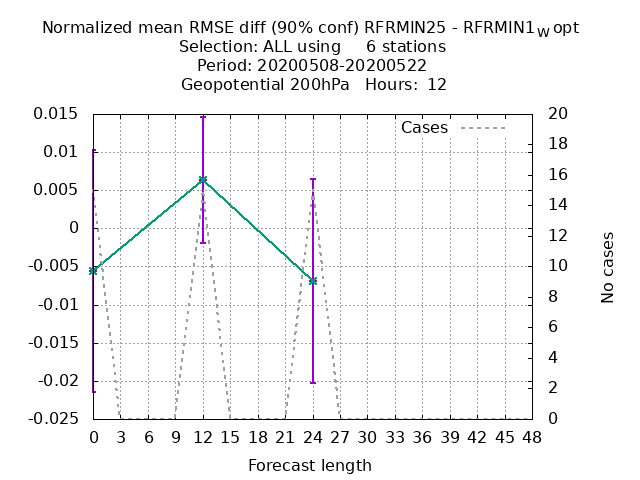 Normalized mean RMSE diff (90% conf) RFRMIN25 - RFRMIN1W opt
Selection: ALL using 6 stations
Period: 20200508-20200522
Geopotential 200hPa Hours: 12
Cases
0.015
0.01
0.005
0
-0.005
-0.01
-0.015
-0.02
-0.025
20
18
16
14
12
10
8
6
4
2
0
No cases
0 3 6 9 12 15 18 21 24 27 30 33 36 39 42 45 48
Forecast length